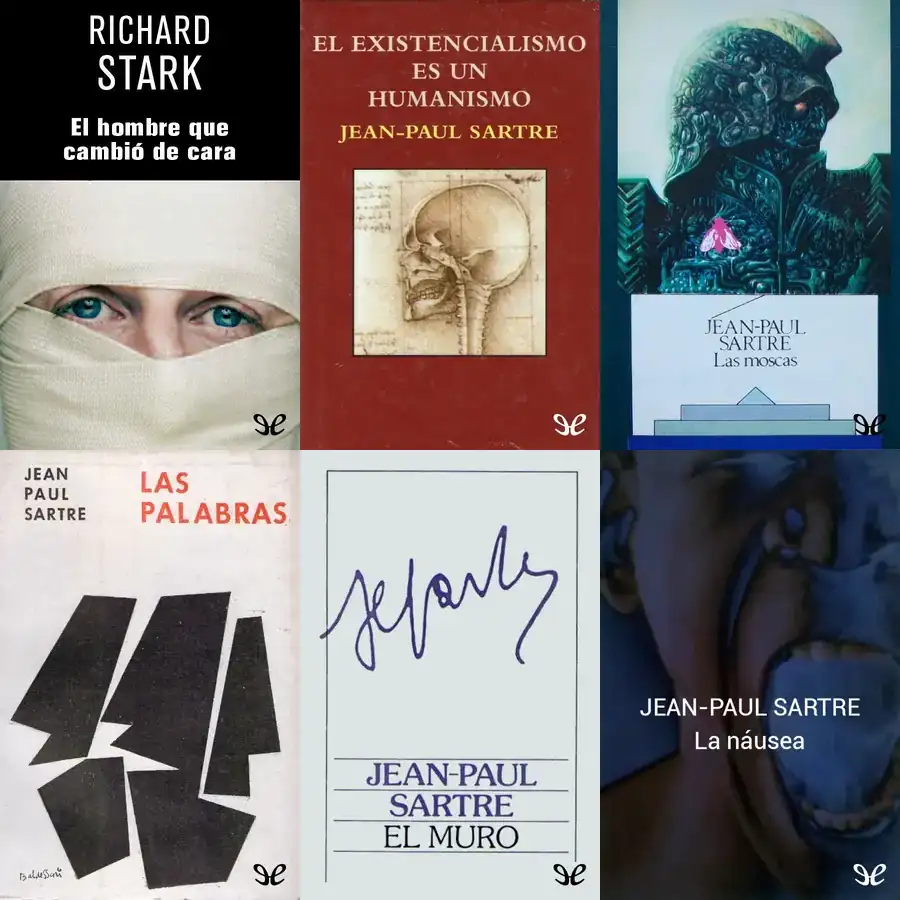 RICHARD
STARK
El hombre que
cambió de cara
EL EXISTENCIALISMO
ES UN
HUMANISMO
JEAN-PAUL SARTRE
JEAN-PAUL
SARTRE
Las moscas
JEAN
PAUL
SARTRE
LAS
PALABRAS
JEAN-PAUL
SARTRE
EL MURO
JEAN-PAUL SARTRE
La náusea